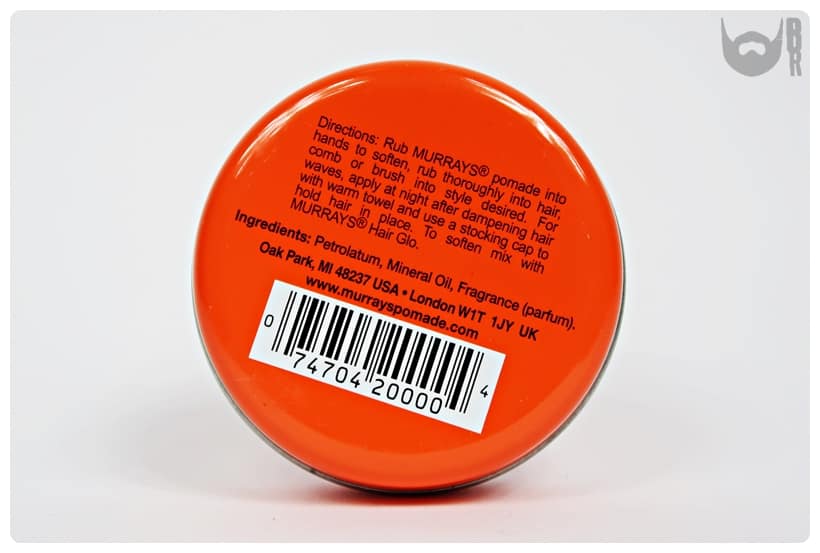 Directions: Rub MURRAYS® pomade into
hands to soften, rub thoroughly into hair,
comb or brush into style desired. For
waves, apply at night after dampening hair
with warm towel and use a stocking cap to
hold hair in place. To soften mix with
MURRAYS® Hair Glo.
Ingredients: Petrolatum, Mineral Oil, Fragrance (parfum).
Oak Park, MI 48237 USA • London W1T 1JY UK
www.murrayspomade.com
0 74704 20000 4
BR